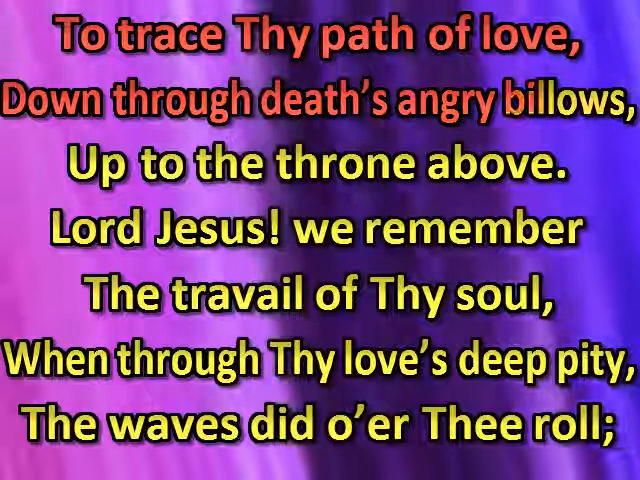 To trace Thy path of love,
Down through death’s angry billows,
Up to the throne above.
Lord Jesus! we remember
The travail of Thy soul,
When through Thy love’s deep pity,
The waves did o’er Thee roll;